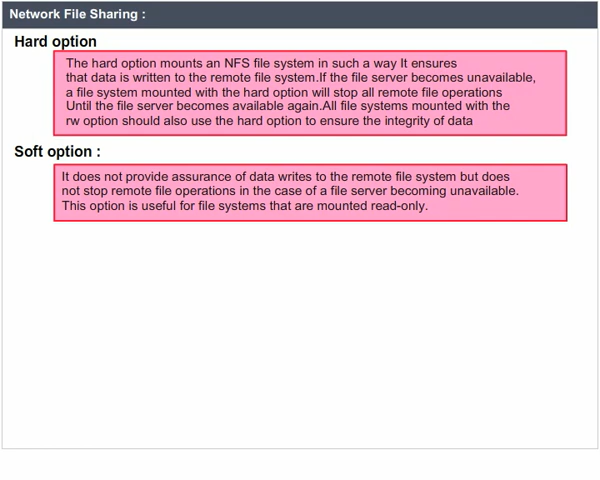 Network File Sharing :
Hard option
The hard option mounts an NFS file system in such a way It ensures
that data is written to the remote file system.If the file server becomes unavailable,
a file system mounted with the hard option will stop all remote file operations
Until the file server becomes available again.All file systems mounted with the
rw option should also use the hard option to ensure the integrity of data
Soft option :
It does not provide assurance of data writes to the remote file system but does
not stop remote file operations in the case of a file server becoming unavailable.
This option is useful for file systems that are mounted read-only.